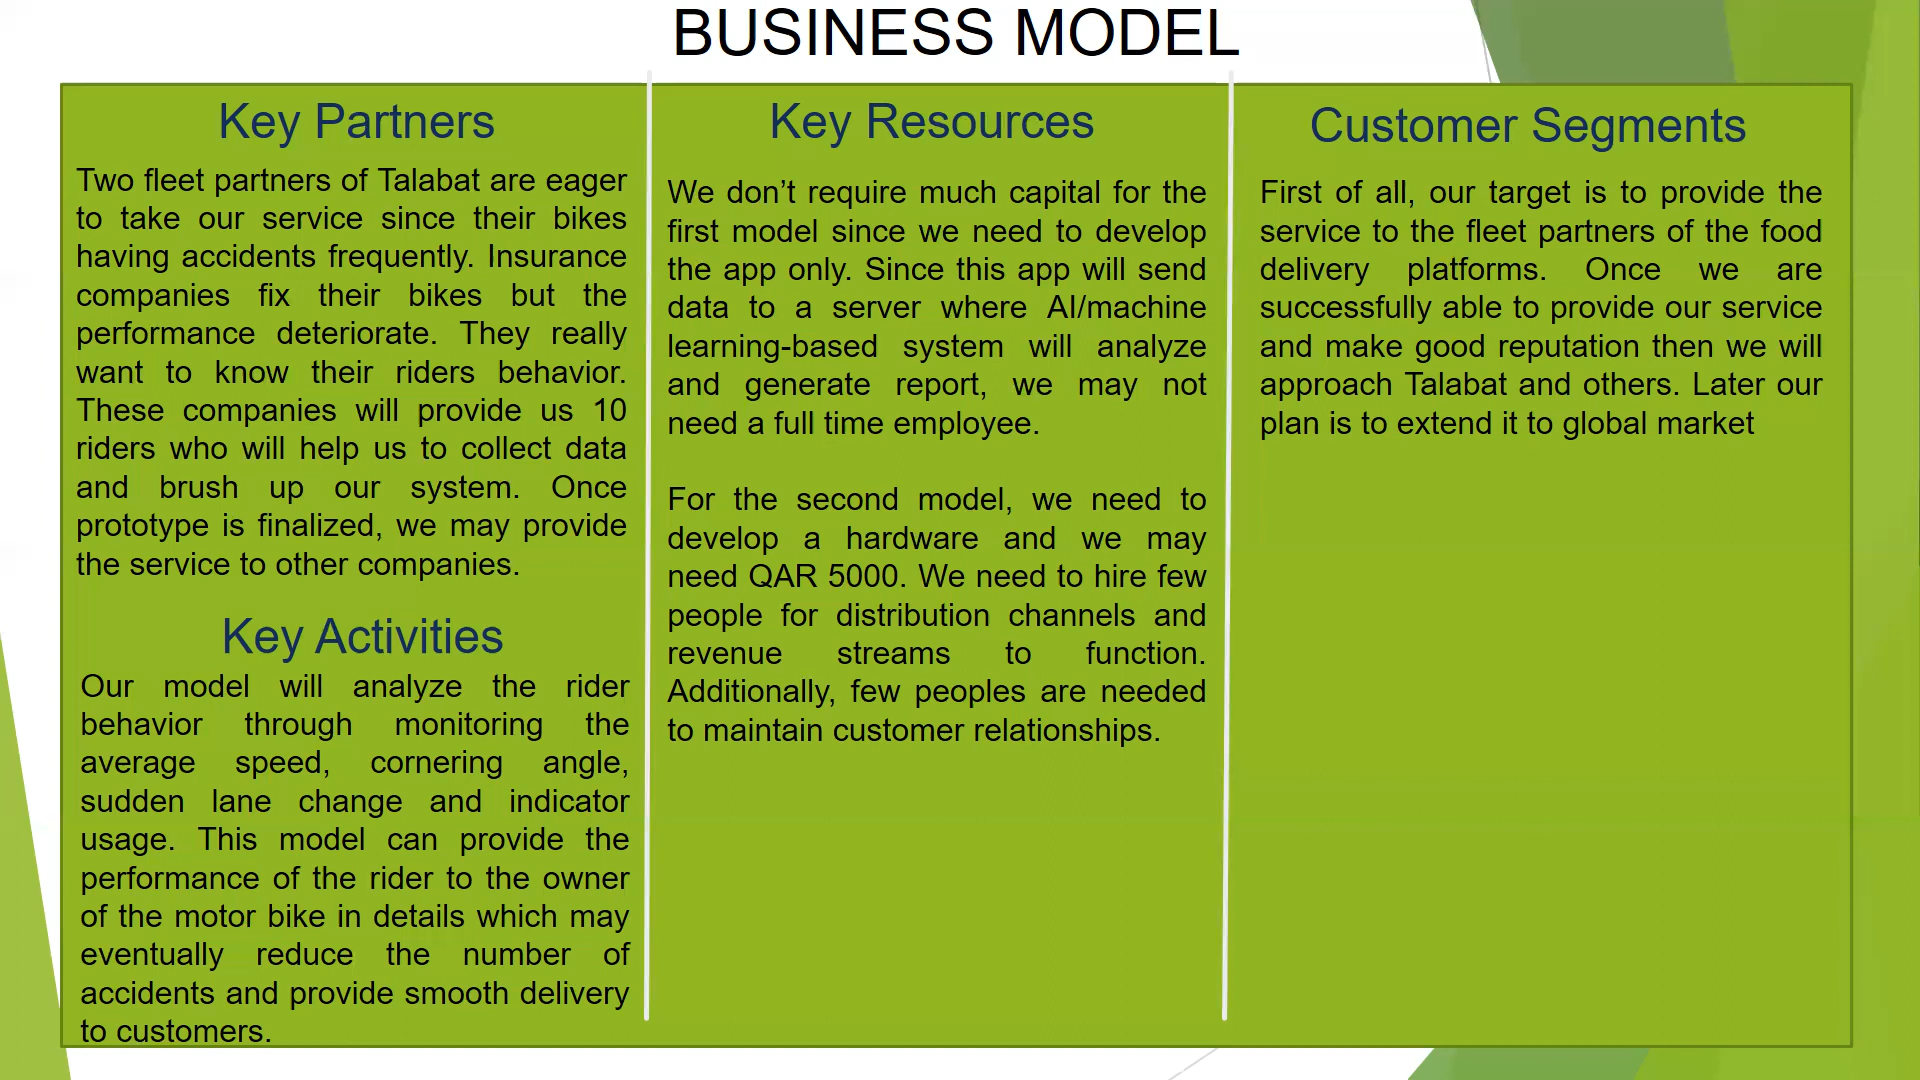 BUSINESS MODEL
Key Partners
Two fleet partners of Talabat are eager
to take our service since their bikes
having accidents frequently. Insurance
companies fix their bikes but the
performance deteriorate. They really
want to know their riders behavior.
These companies will provide us 10
riders who will help us to collect data
and brush up our system. Once
prototype is finalized, we may provide
the service to other companies.
Key Activities
Our model will analyze the rider
behavior through monitoring the
average speed, cornering angle,
sudden lane change and indicator
usage. This model can provide the
performance of the rider to the owner
of the motor bike in details which may
eventually reduce the number of
accidents and provide smooth delivery
to customers.
Key Resources
We don’t require much capital for the
first model since we need to develop
the app only. Since this app will send
data to a server where AI/machine
learning-based system will analyze
and generate report, we may not
need a full time employee.
For the second model, we need to
develop a hardware and we may
need QAR 5000. We need to hire few
people for distribution channels and
revenue streams to function.
Additionally, few peoples are needed
to maintain customer relationships.
Customer Segments
First of all, our target is to provide the
service to the fleet partners of the food
delivery platforms. Once we are
successfully able to provide our service
and make good reputation then we will
approach Talabat and others. Later our
plan is to extend it to global market